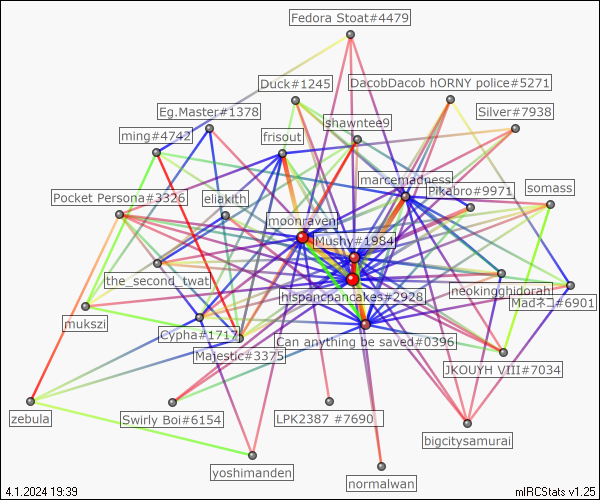 Fedora Stoat#4479
Duck#1245
DacobDacob hORNY police#5271
Eg.Master#1378
Silver#7938
shawntee9
ming#4742
frisout
marcemadness
Pikabro#9971
somass
Pocket Persona#3326
eliakith
moonraven
Mushy#1984
the_second_twat
neokingghidorah
hispancpancakes#2928
Madネコ#6901
mukszi
Cypha#1717
Can anything be saved#0396
Majestic#3375
JKOUYH VIII#7034
zebula
Swirly Boi#6154
LPK2387 #7690
bigcitysamurai
yoshimanden
normalwan
4.1.2024 19:39
mIRCStats v1.25